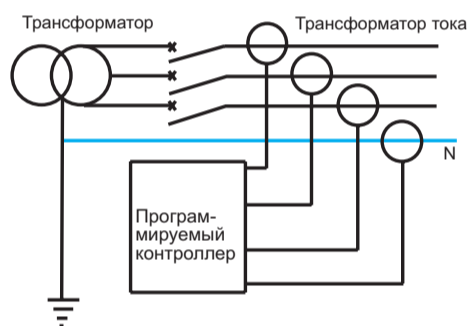 Трансформатор
Трансформатор тока
N
Програм-
мируемый
контроллер